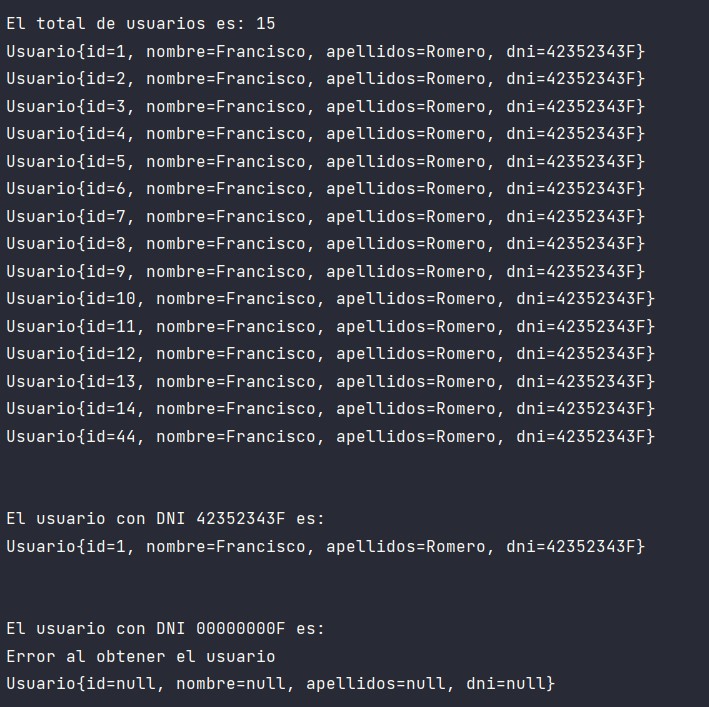 El total de usuarios es: 15
Usuario{id=1, nombre=Francisco, apellidos=Romero, dni=42352343F}
Usuario{id=2, nombre=Francisco, apellidos=Romero, dni=42352343F}
Usuario{id=3, nombre=Francisco, apellidos=Romero, dni=42352343F}
Usuario{id=4, nombre=Francisco, apellidos=Romero, dni=42352343F}
Usuario{id=5, nombre=Francisco, apellidos=Romero, dni=42352343F}
Usuario{id=6, nombre=Francisco, apellidos=Romero, dni=42352343F}
Usuario{id=7, nombre=Francisco, apellidos=Romero, dni=42352343F}
Usuario{id=8, nombre=Francisco, apellidos=Romero, dni=42352343F}
Usuario{id=9, nombre=Francisco, apellidos=Romero, dni=42352343F}
Usuario{id=10, nombre=Francisco, apellidos=Romero, dni=42352343F}
Usuario{id=11, nombre=Francisco, apellidos=Romero, dni=42352343F}
Usuario{id=12, nombre=Francisco, apellidos=Romero, dni=42352343F}
Usuario{id=13, nombre=Francisco, apellidos=Romero, dni=42352343F}
Usuario{id=14, nombre=Francisco, apellidos=Romero, dni=42352343F}
Usuario{id=44, nombre=Francisco, apellidos=Romero, dni=42352343F}
El usuario con DNI 42352343F es:
Usuario{id=1, nombre=Francisco, apellidos=Romero, dni=42352343F}
El usuario con DNI 00000000F es:
Error al obtener el usuario
Usuario{id=null, nombre=null, apellidos=null, dni=null}